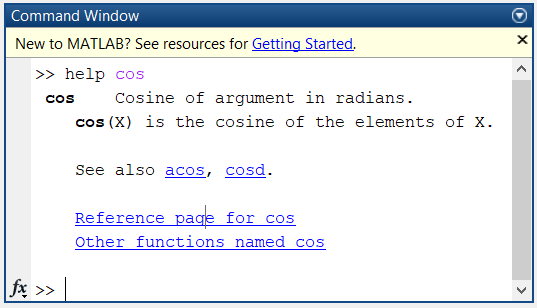 Command Window
New to MATLAB? See resources for Getting Started.
>> help cos
cos    Cosine of argument in radians.
cos(X) is the cosine of the elements of X.
See also acos, cosd.
Reference page for cos
Other functions named cos
fx >>